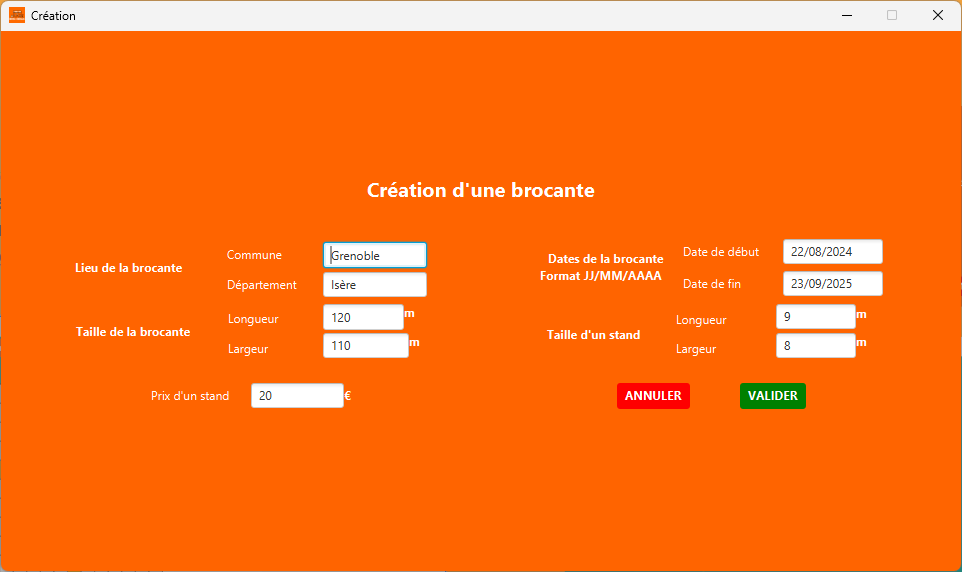 Création
Création d'une brocante
Lieu de la brocante
Commune
Grenoble
Département
Isère
Dates de la brocante
Format JJ/MM/AAAA
Date de début
22/08/2024
Date de fin
23/09/2025
Taille de la brocante
Longueur
120
m
Largeur
110
m
Taille d'un stand
Longueur
9
m
Largeur
8
m
Prix d'un stand
20
€
ANNULER
VALIDER